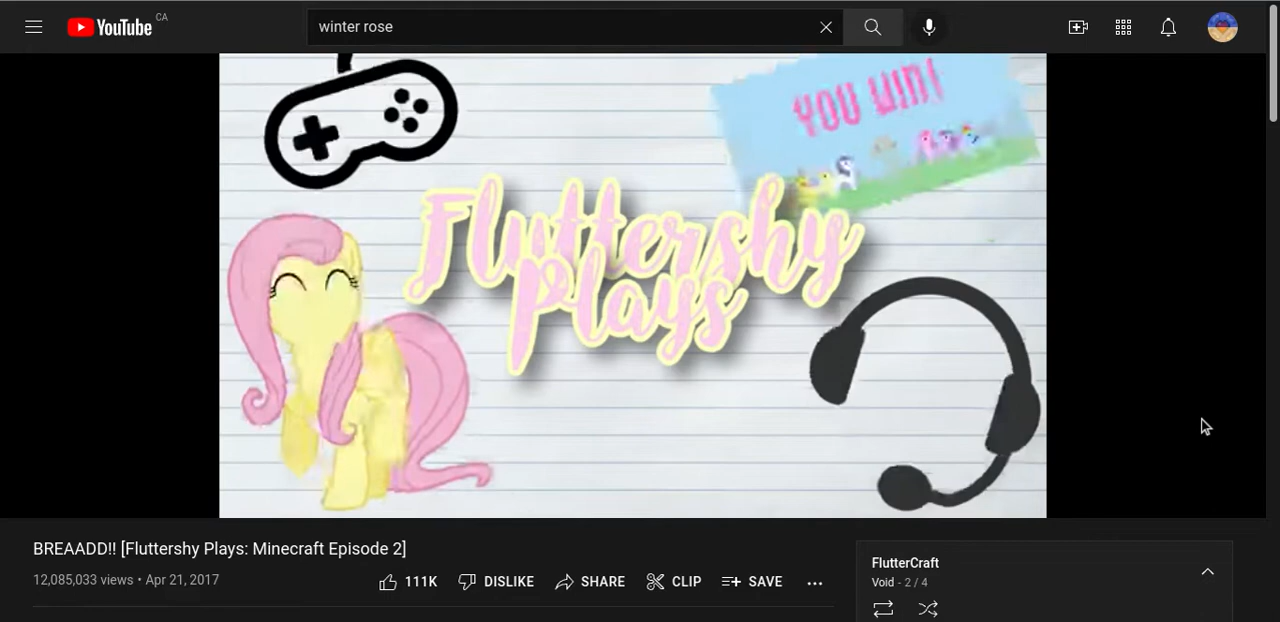 YouTube CA
winter rose
YOU WIN!
Fluttershy
Plays
BREAADD!! [Fluttershy Plays: Minecraft Episode 2]
12,085,033 views • Apr 21, 2017
111K DISLIKE SHARE CLIP SAVE
FlutterCraft
Void - 2 / 4